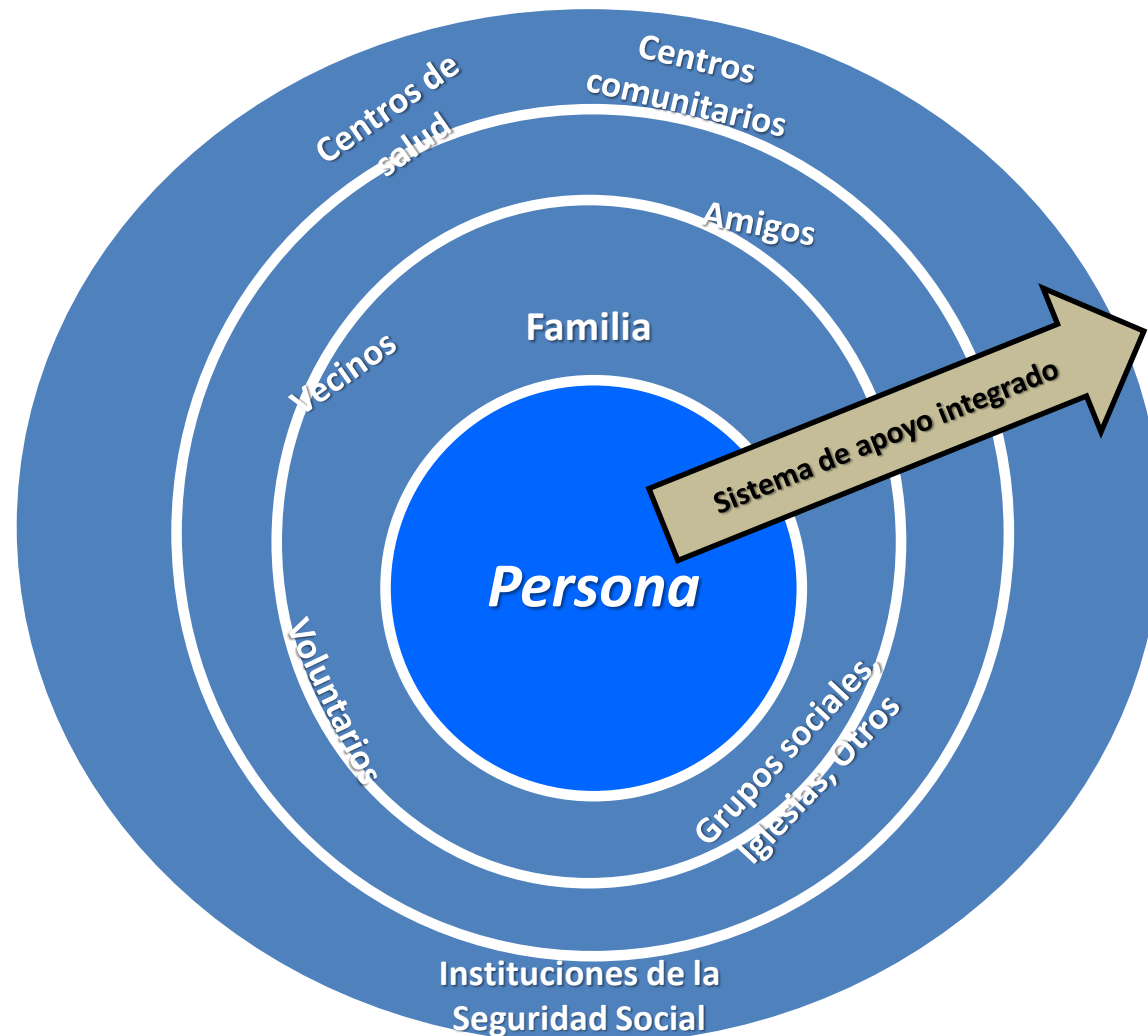 Centros de
salud
Centros
comunitarios
Amigos
Familia
Vecinos
Sistema de apoyo integrado
Persona
Voluntarios
Grupos sociales,
Iglesias; Otros
Instituciones de la
Seguridad Social